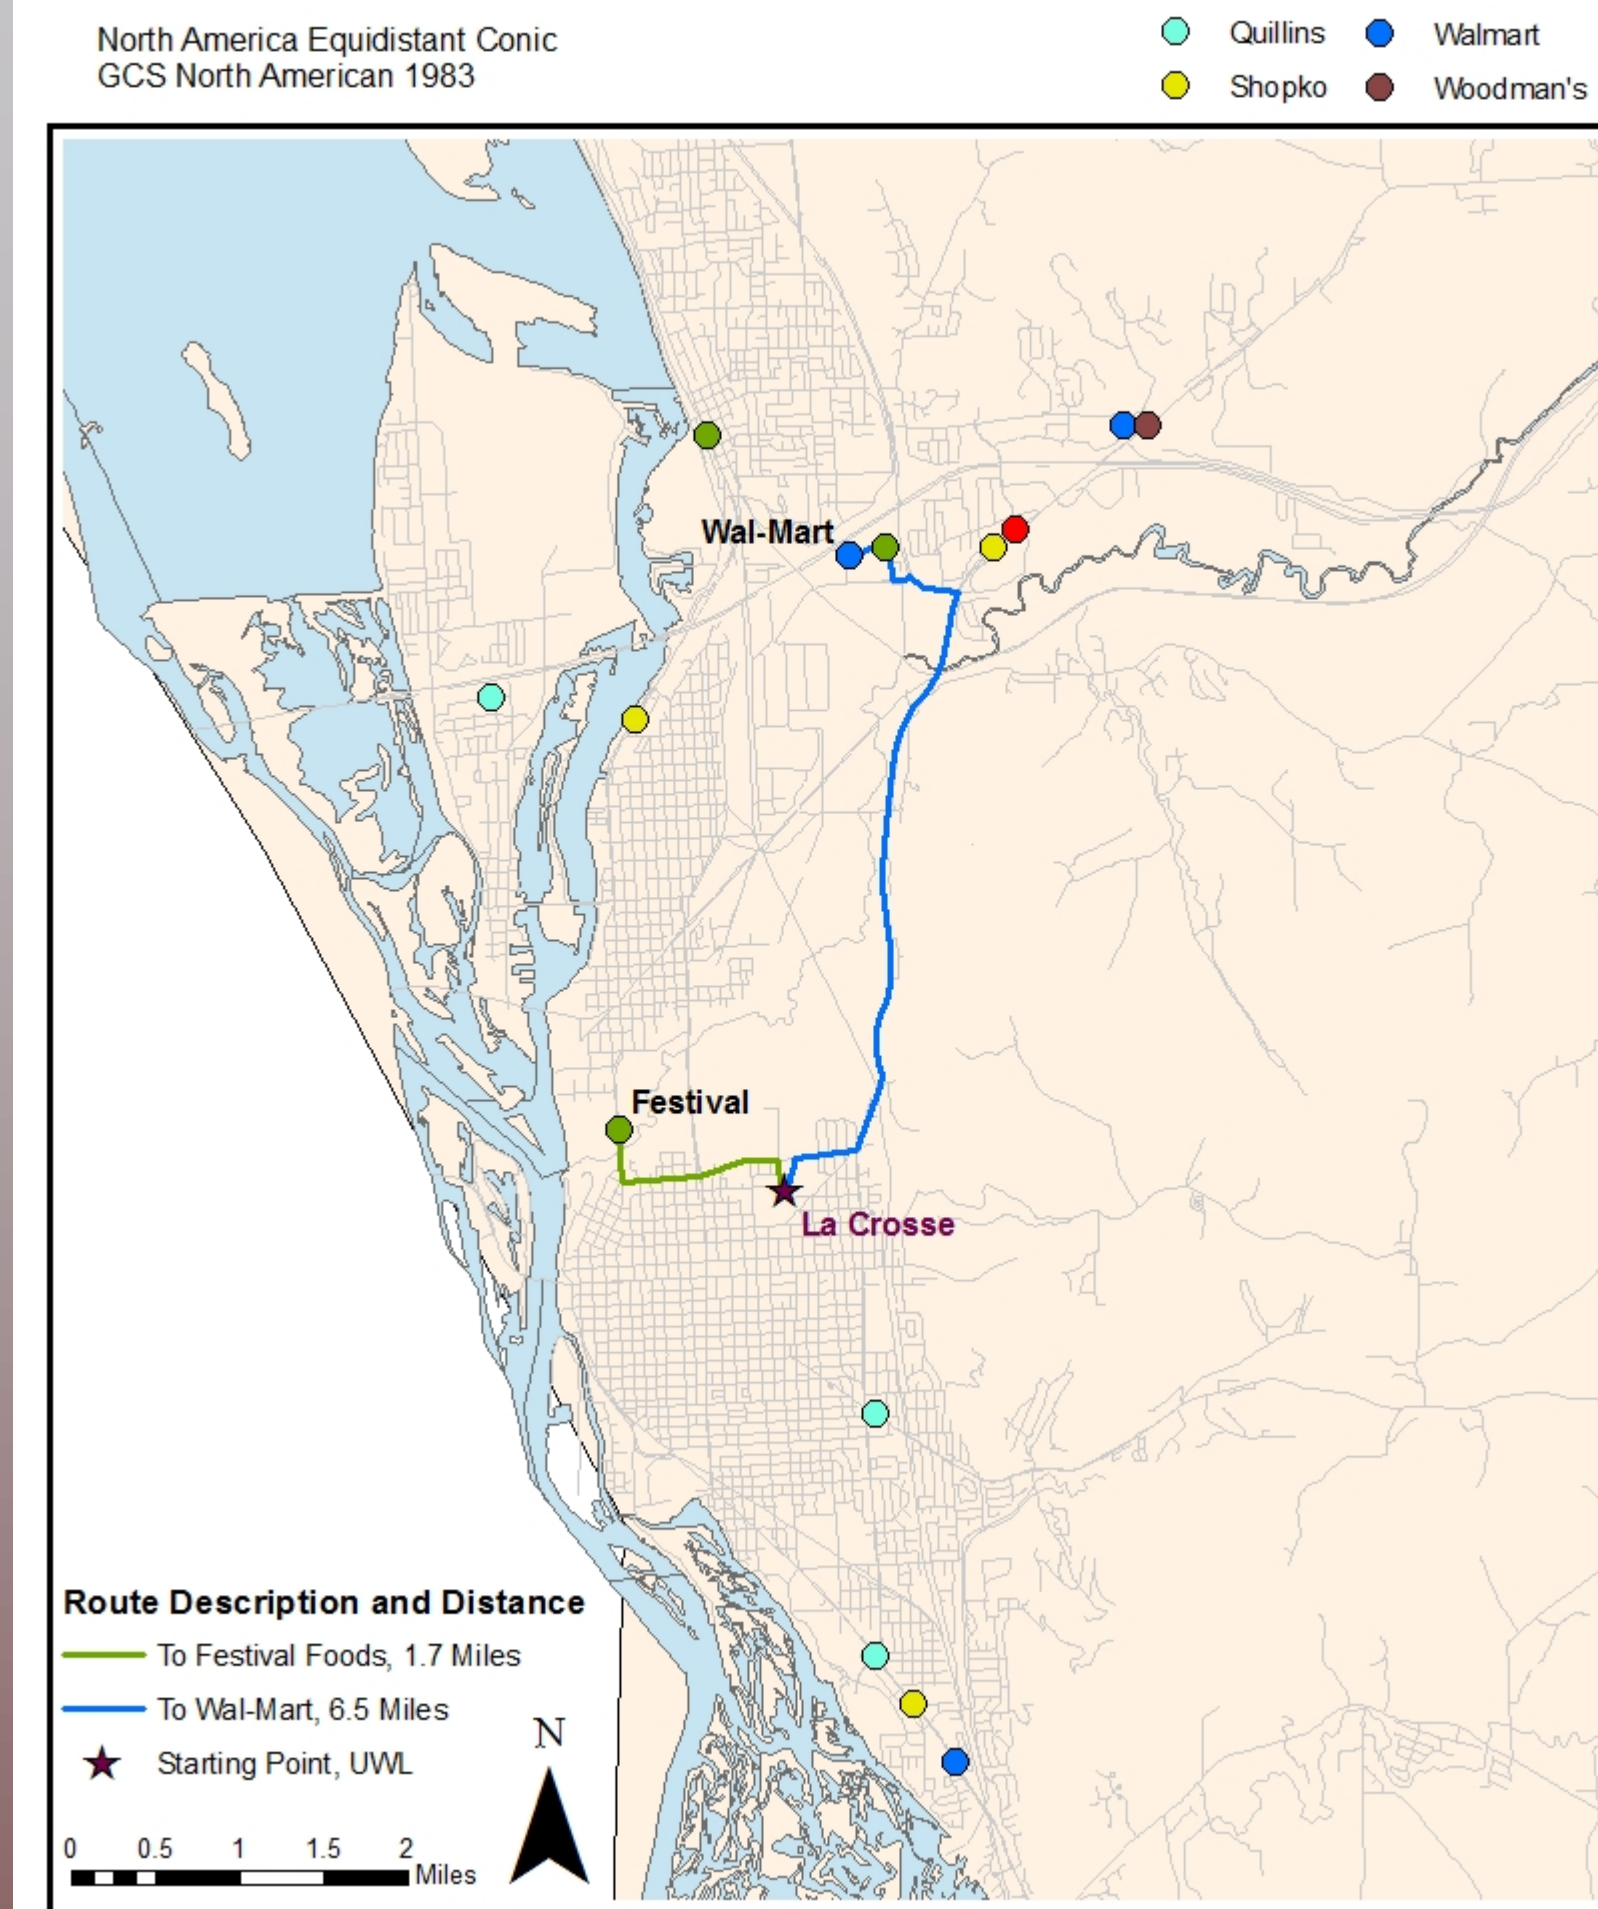 North America Equidistant Conic
GCS North American 1983
Quillins
Walmart
Shopko
Woodman's
Wal-Mart
Festival
La Crosse
Route Description and Distance
To Festival Foods, 1.7 Miles
To Wal-Mart, 6.5 Miles
Starting Point, UWL
N
0 0.5 1 1.5 2
Miles